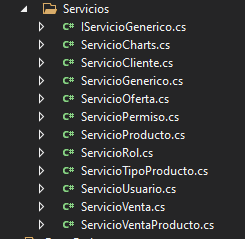 Servicios
C# IServicioGenerico.cs
C# ServicioCharts.cs
C# ServicioCliente.cs
C# ServicioGenerico.cs
C# ServicioOferta.cs
C# ServicioPermiso.cs
C# ServicioProducto.cs
C# ServicioRol.cs
C# ServicioTipoProducto.cs
C# ServicioUsuario.cs
C# ServicioVenta.cs
C# ServicioVentaProducto.cs